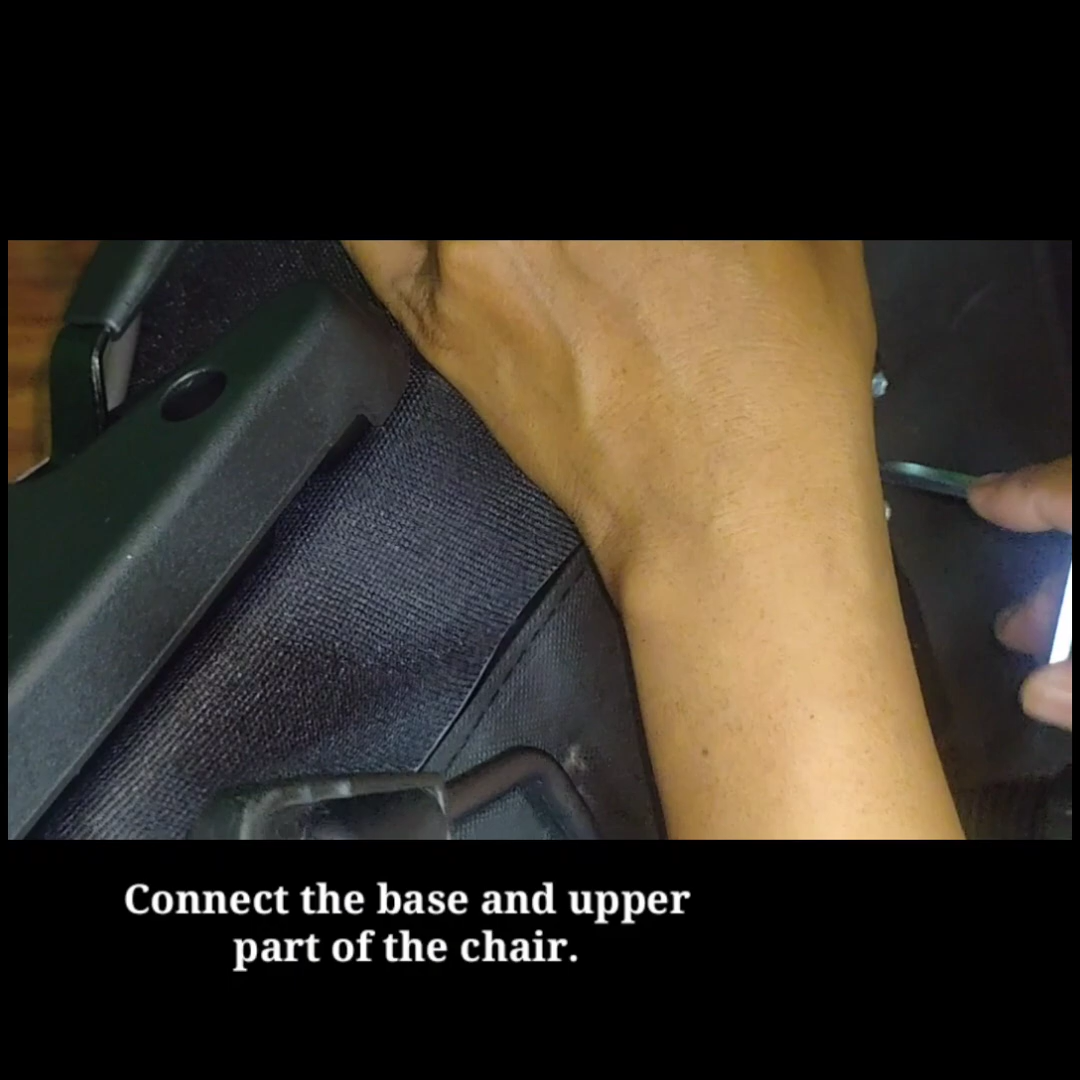 Connect the base and upper
part of the chair.